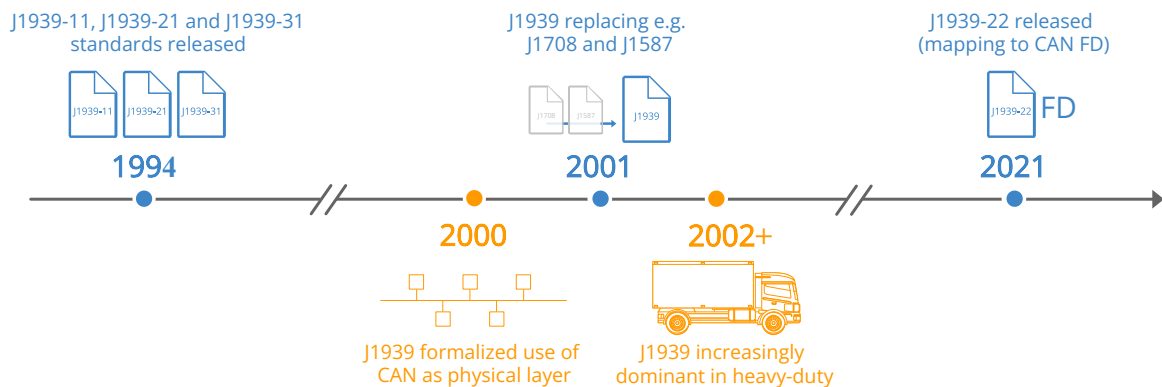 J1939-11, J1939-21 and J1939-31
standards released
J1939-11
J1939-21
J1939-31
1994
J1939 replacing e.g.
J1708 and J1587
J1708
J1587
J1939
2001
J1939-22 released
(mapping to CAN FD)
J1939-22
FD
2021
2000
J1939 formalized use of
CAN as physical layer
2002+
J1939 increasingly
dominant in heavy-duty